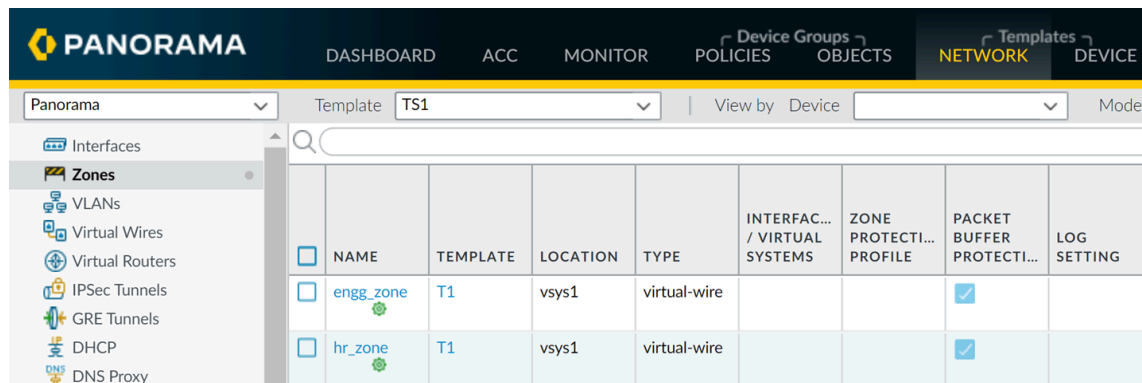 PANORAMA
Device Groups
Templates
DASHBOARD ACC MONITOR POLICIES OBJECTS NETWORK DEVICE
Panorama Template TS1 View by Device Mode
Interfaces
Zones
VLANs
Virtual Wires
Virtual Routers
IPSec Tunnels
GRE Tunnels
DHCP
DNS Proxy
NAME
TEMPLATE
LOCATION
TYPE
INTERFAC...
/ VIRTUAL
SYSTEMS
ZONE
PROTECTI...
PROFILE
PACKET
BUFFER
PROTECTI...
LOG
SETTING
engg_zone T1 vsys1 virtual-wire
hr_zone T1 vsys1 virtual-wire